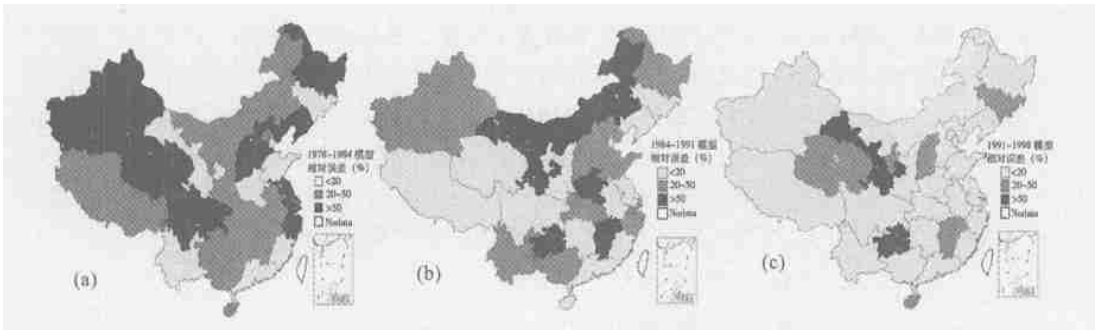 1978~1984 模型
相对误差 (%)
<20
20~50
>50
Nodata
(a)
1984~1991 模型
相对误差 (%)
<20
20~50
>50
Nodata
(b)
1991~1998 模型
相对误差 (%)
<20
20~50
>50
Nodata
(c)